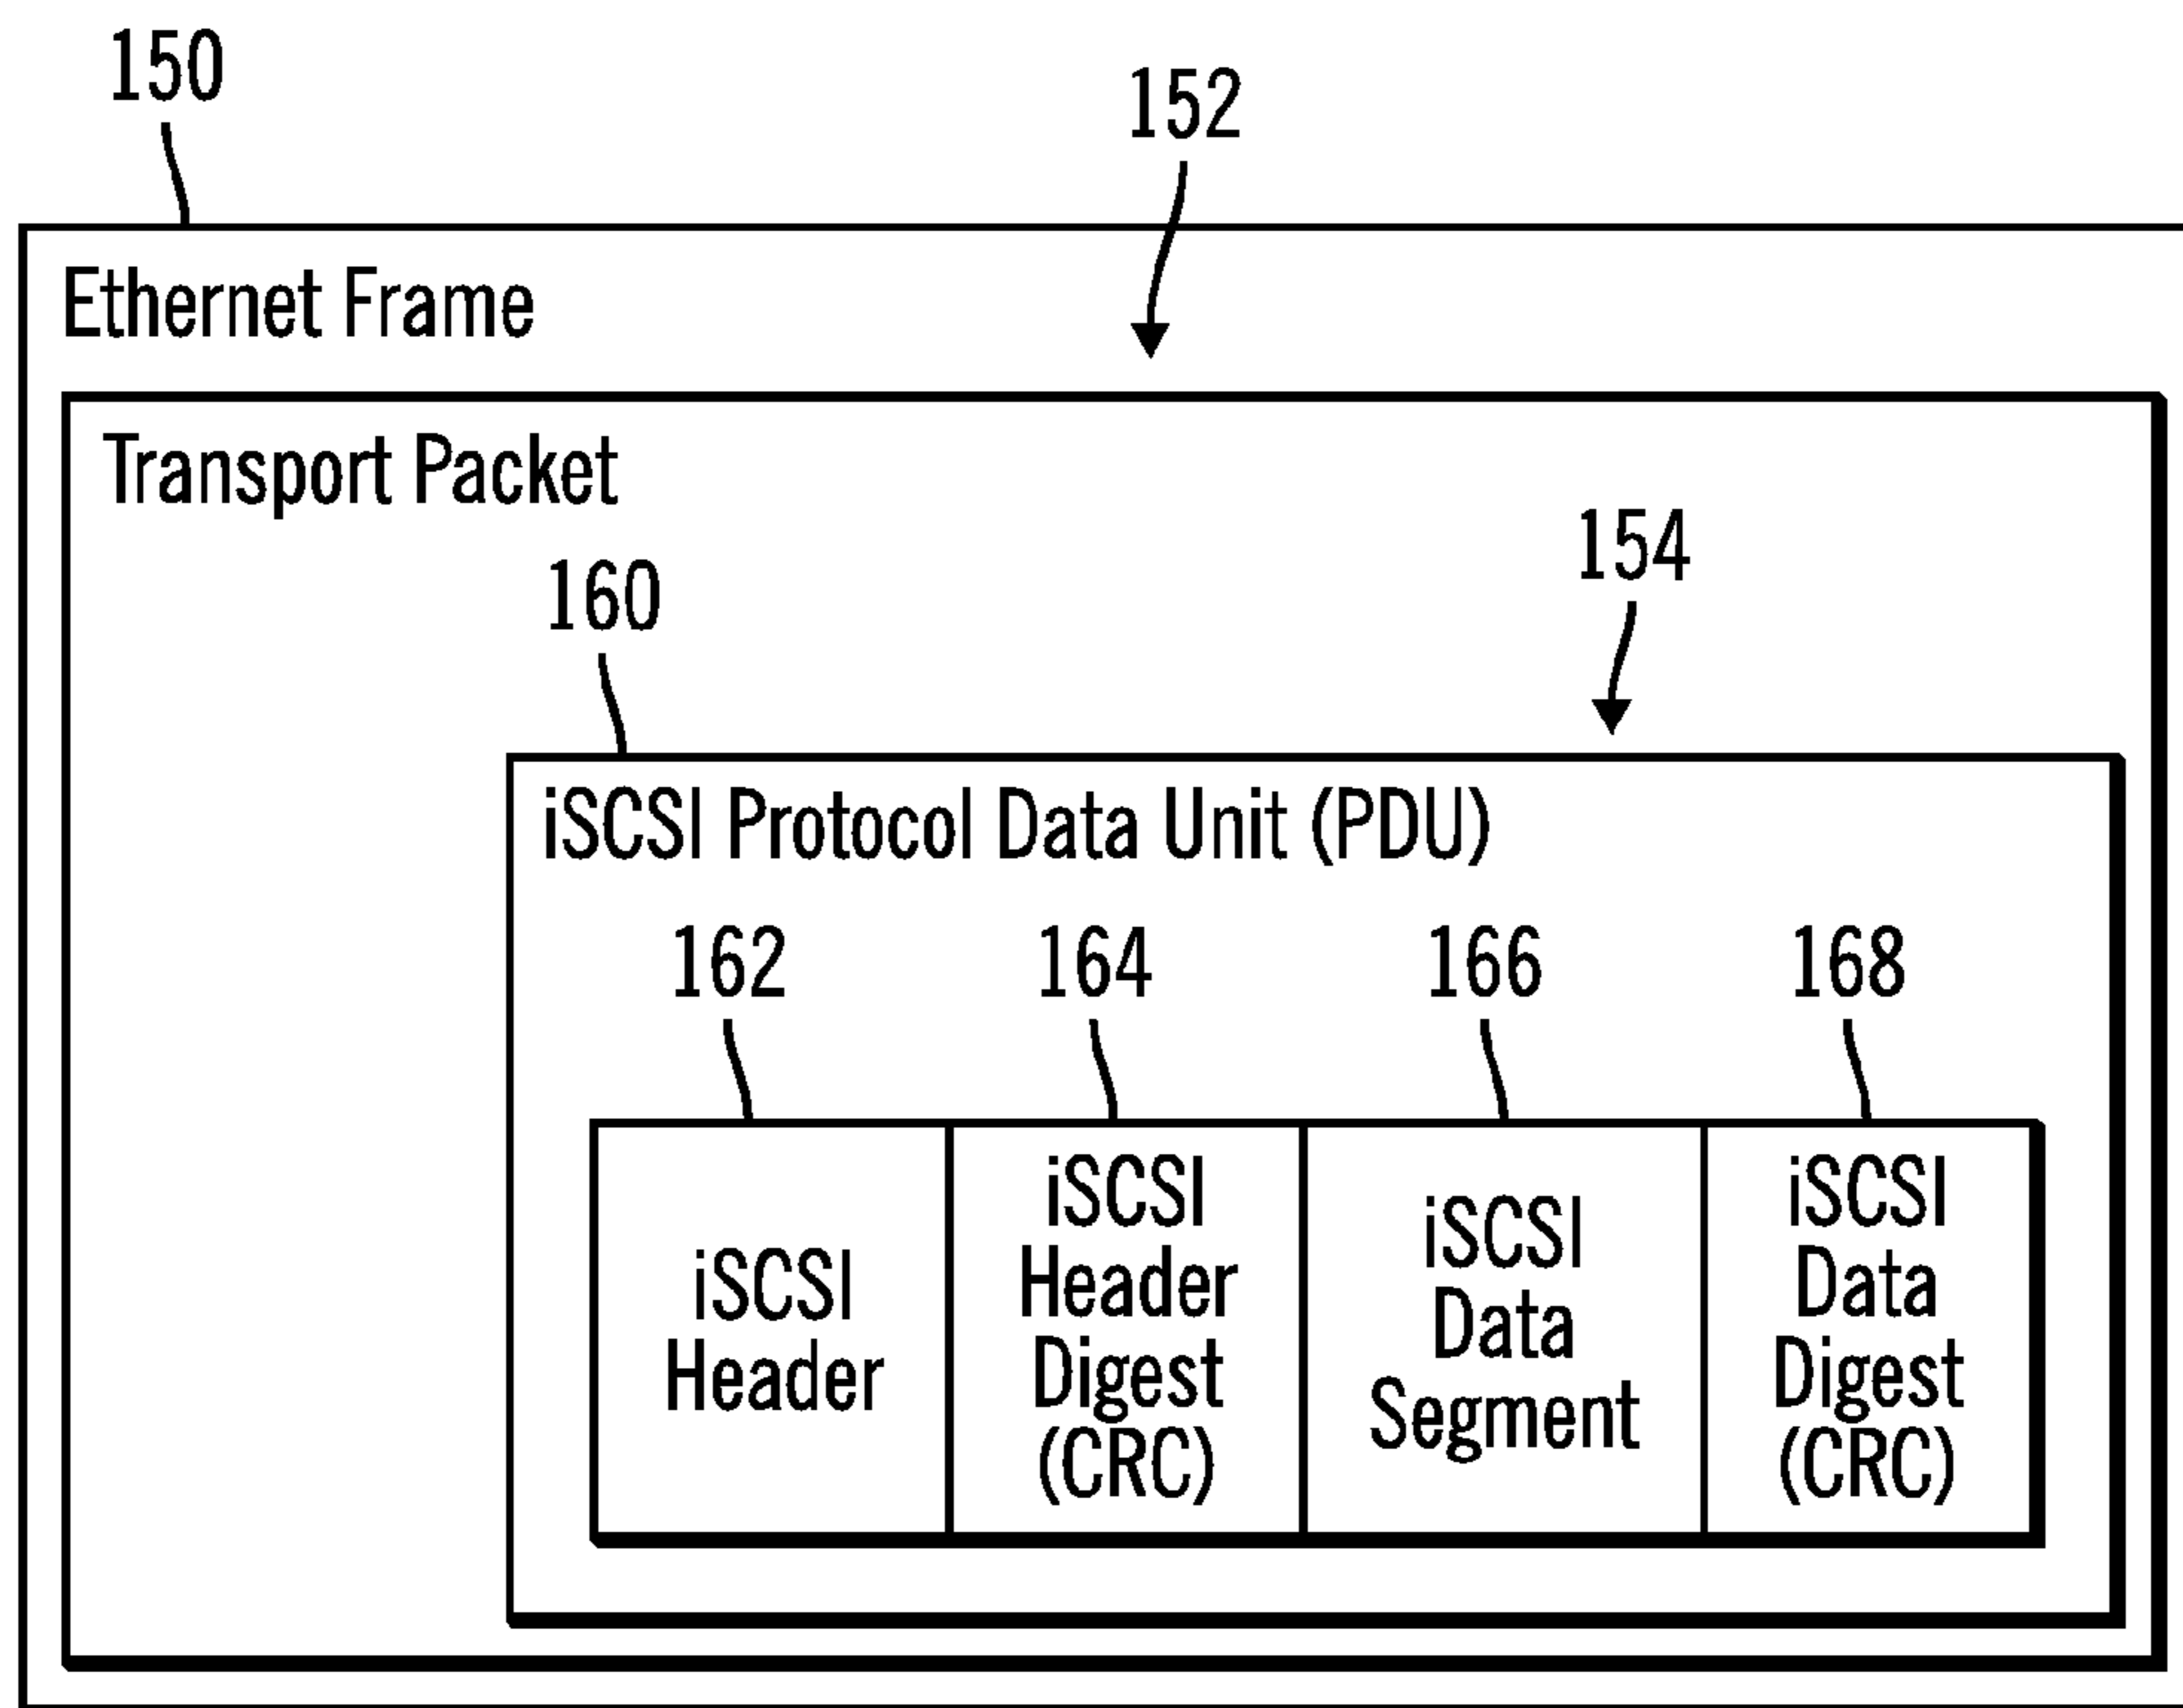 150
152
Ethernet Frame
Transport Packet
154
160
iSCSI Protocol Data Unit (PDU)
162
164
166
168
iSCSI
Header
iSCSI
Header
Digest
(CRC)
iSCSI
Data
Segment
iSCSI
Data
Digest
(CRC)